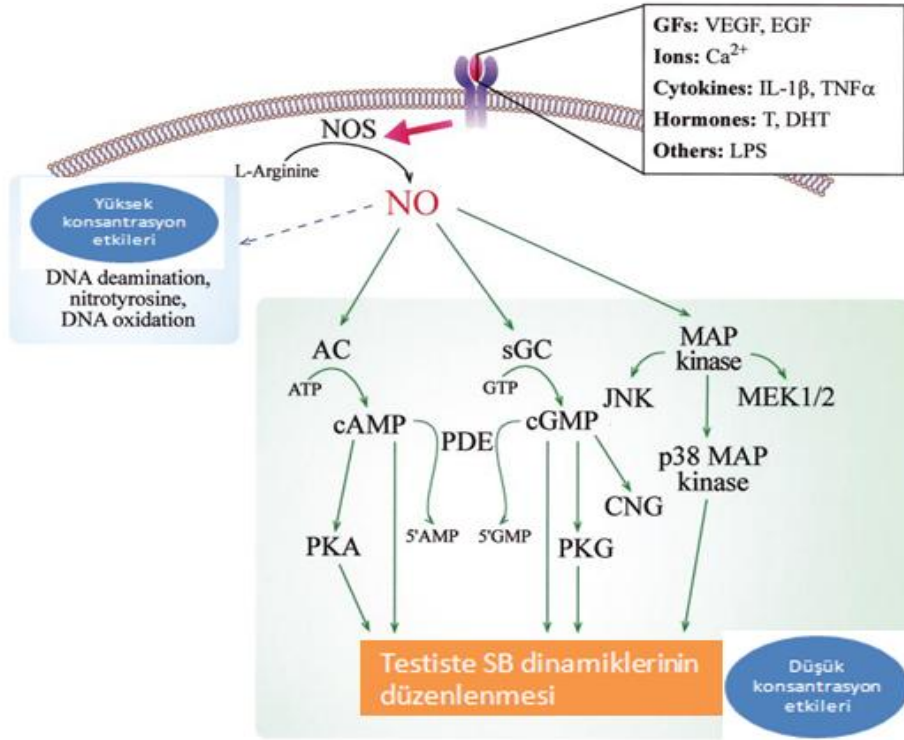 GFs: VEGF, EGF
Ions: Ca²⁺
Cytokines: IL-1β, TNFα
Hormones: T, DHT
Others: LPS
NOS
L-Arginine
NO
Yüksek
konsantrasyon
etkileri
DNA deamination,
nitrotyrosine,
DNA oxidation
AC
ATP
cAMP
PDE
sGC
GTP
cGMP
MAP
kinase
JNK
MEK1/2
p38 MAP
kinase
CNG
PKA
5'AMP
5'GMP
PKG
Testiste SB dinamiklerinin
düzenlenmesi
Düşük
konsantrasyon
etkileri